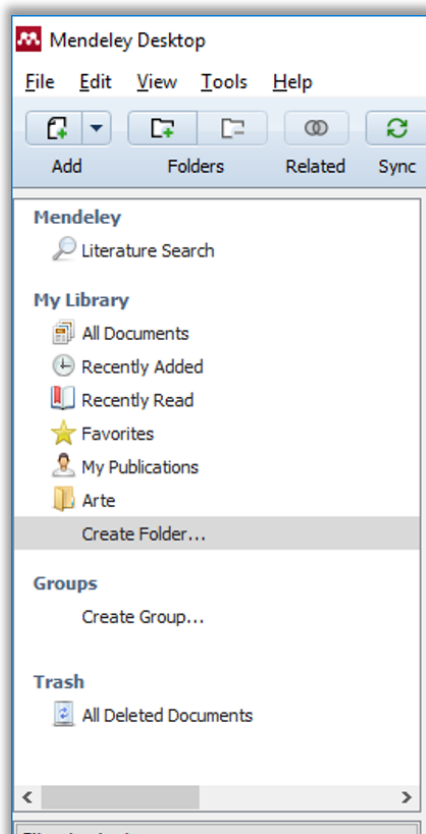 Mendeley Desktop
File Edit View Tools Help
Add Folders Related Sync
Mendeley
Literature Search
My Library
All Documents
Recently Added
Recently Read
Favorites
My Publications
Arte
Create Folder...
Groups
Create Group...
Trash
All Deleted Documents